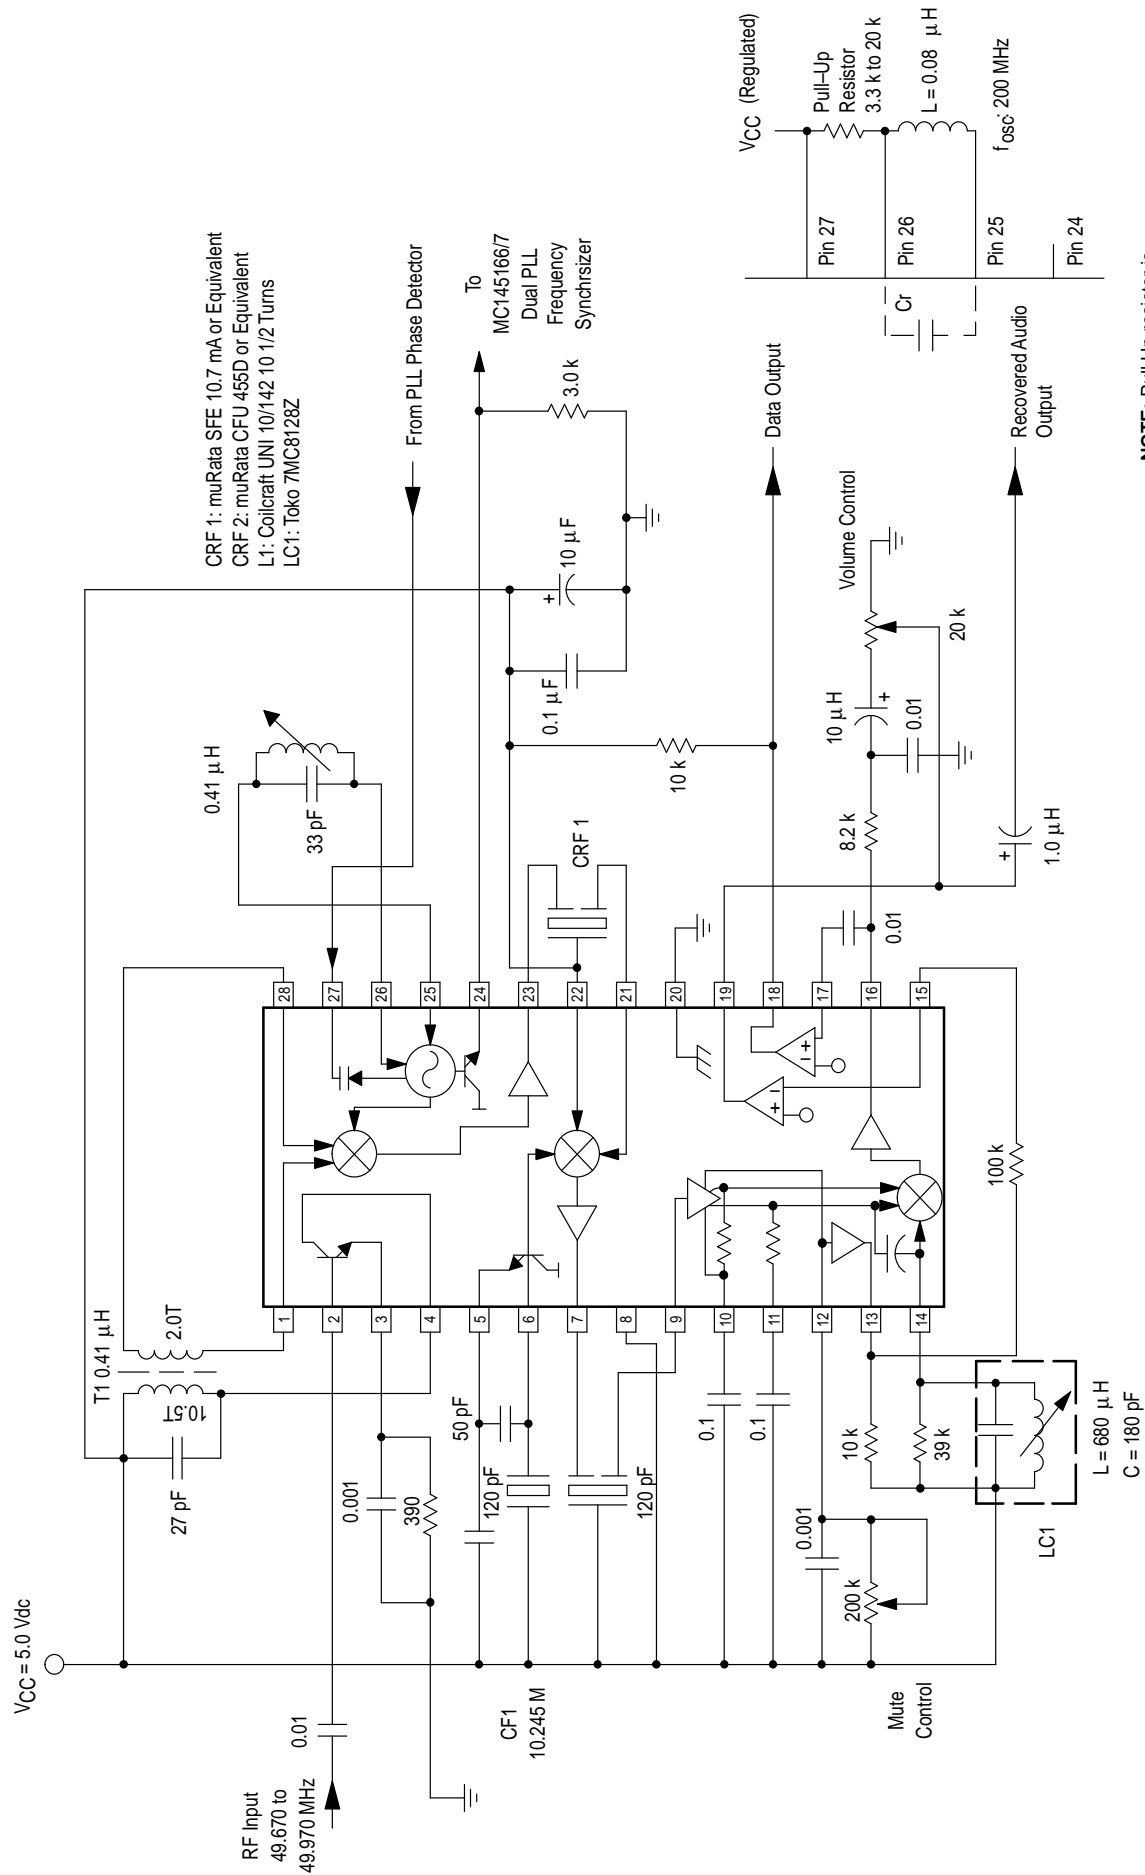 VCC = 5.0 Vdc
RF Input
49.670 to
49.970 MHz
0.01
27 pF
T1 0.41 μH
10.5T
2.0T
0.001
390
50 pF
120 pF
CF1
10.245 M
120 pF
0.1
0.1
0.001
200 k
Mute
Control
10 k
39 k
LC1
L = 680 μH
C = 180 pF
100 k
1
2
3
4
5
6
7
8
9
10
11
12
13
14
28
27
26
25
24
23
22
21
20
19
18
17
16
15
+
–
–
+
0.41 μH
33 pF
CRF 1
CRF 1: muRata SFE 10.7 mA or Equivalent
CRF 2: muRata CFU 455D or Equivalent
L1: Coilcraft UNI 10/142 10 1/2 Turns
LC1: Toko 7MC8128Z
From PLL Phase Detector
To
MC145166/7
Dual PLL
Frequency
Synchrsizer
3.0 k
+
10 μF
0.1 μF
10 k
Data Output
0.01
8.2 k
10 μH
+
0.01
Volume Control
20 k
+
1.0 μH
Recovered Audio
Output
VCC (Regulated)
Pull–Up
Resistor
3.3 k to 20 k
L = 0.08 μH
fosc: 200 MHz
Pin 27
Pin 26
Pin 25
Pin 24
Cr